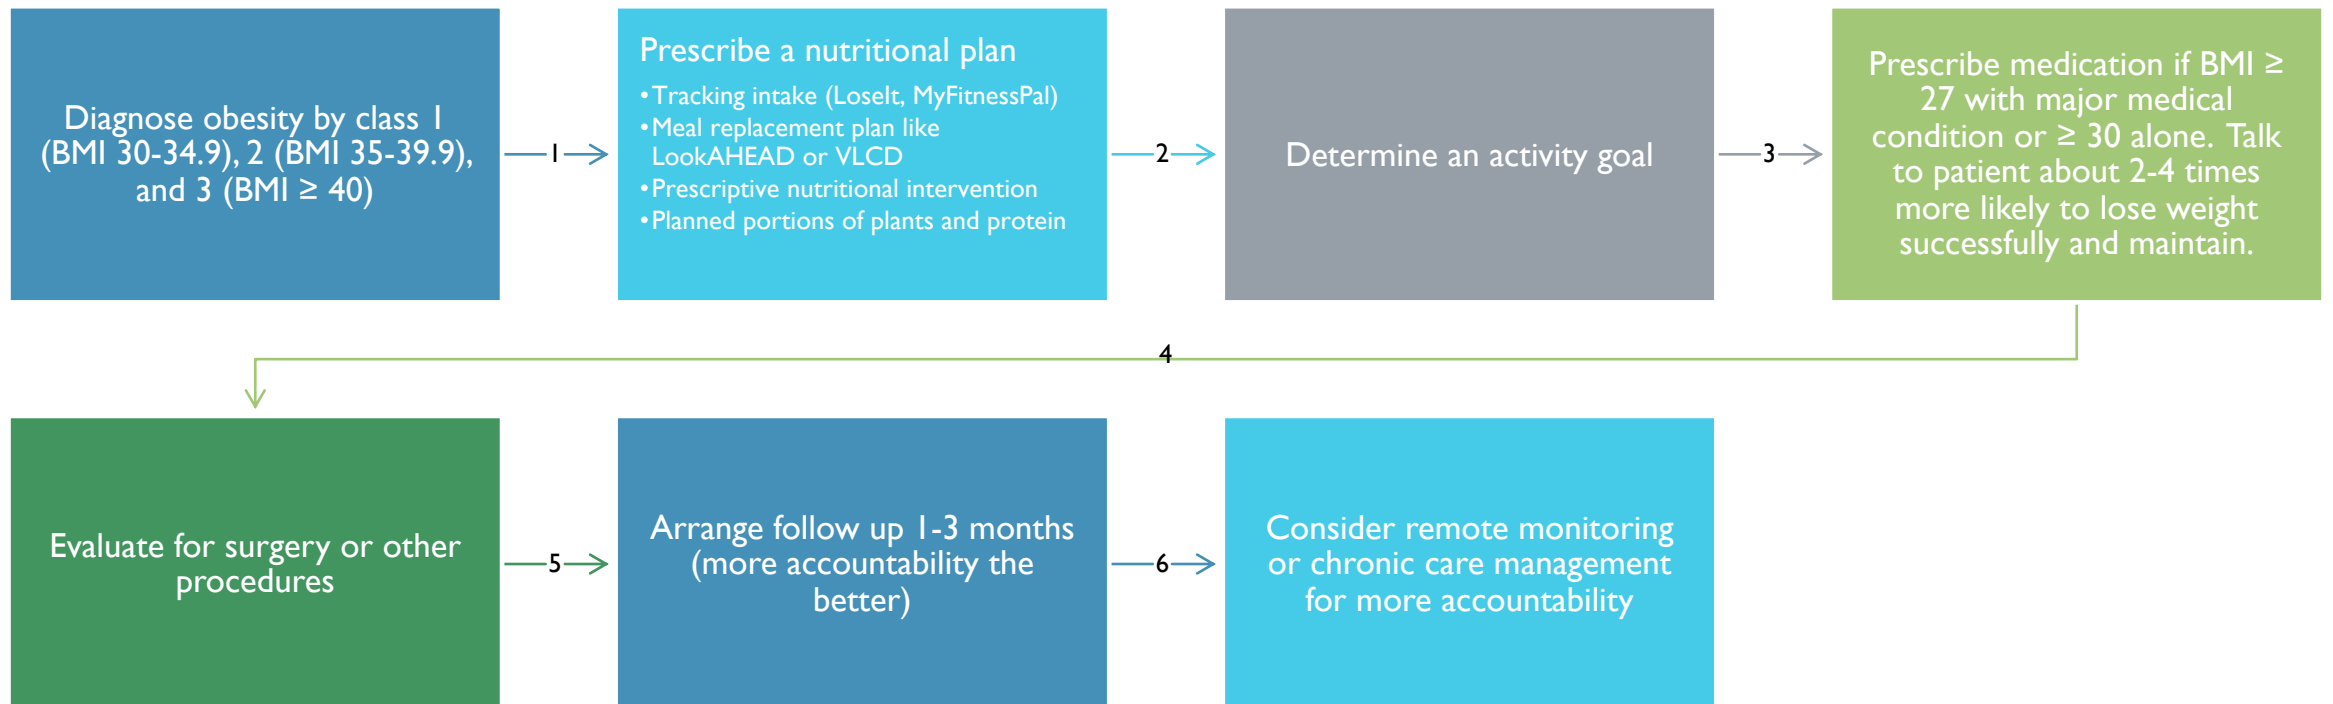 Diagnose obesity by class 1
(BMI 30-34.9), 2 (BMI 35-39.9),
and 3 (BMI ≥ 40)
1
Prescribe a nutritional plan
•Tracking intake (LoseIt, MyFitnessPal)
•Meal replacement plan like
LookAHEAD or VLCD
•Prescriptive nutritional intervention
•Planned portions of plants and protein
2
Determine an activity goal
3
Prescribe medication if BMI ≥
27 with major medical
condition or ≥ 30 alone. Talk
to patient about 2-4 times
more likely to lose weight
successfully and maintain.
4
Evaluate for surgery or other
procedures
5
Arrange follow up 1-3 months
(more accountability the
better)
6
Consider remote monitoring
or chronic care management
for more accountability